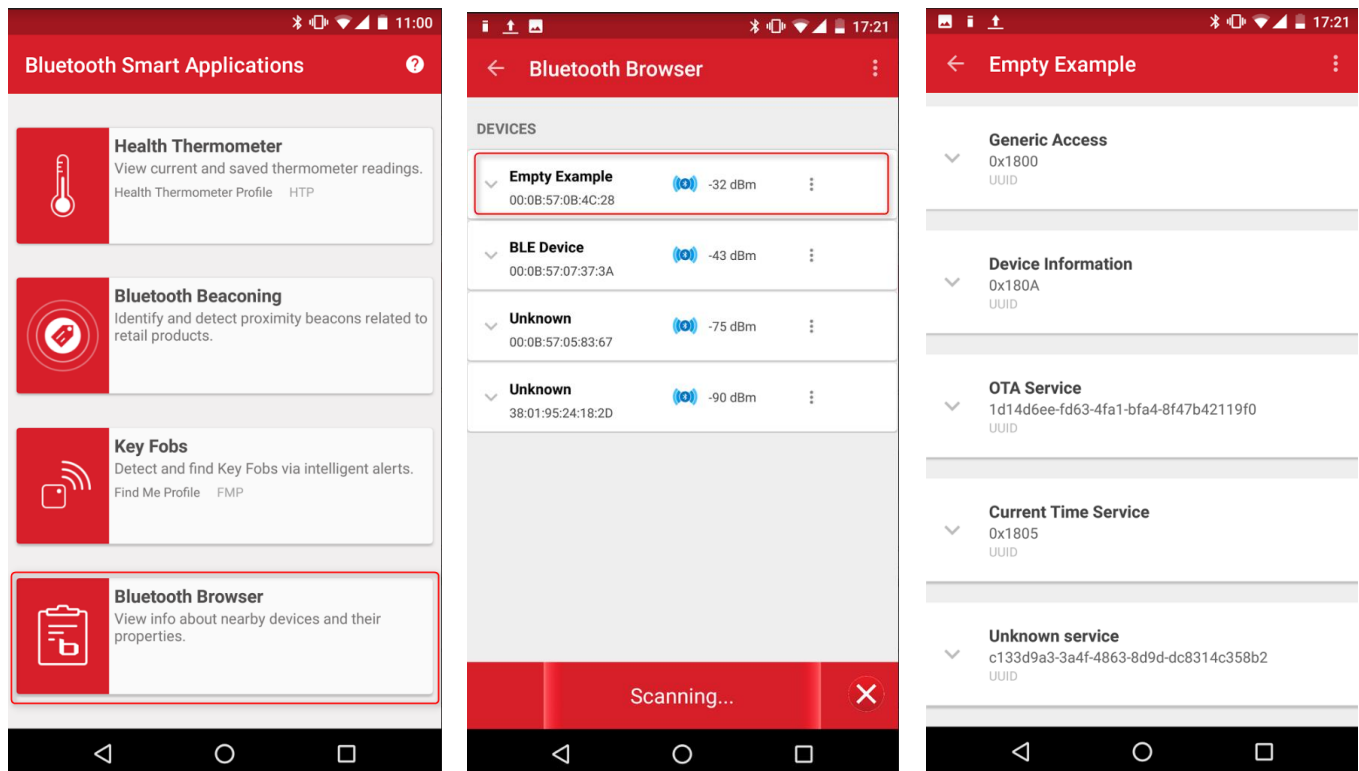 11:00
Bluetooth Smart Applications
?
Health Thermometer
View current and saved thermometer readings.
Health Thermometer Profile HTP
Bluetooth Beaconing
Identify and detect proximity beacons related to
retail products.
Key Fobs
Detect and find Key Fobs via intelligent alerts.
Find Me Profile FMP
Bluetooth Browser
View info about nearby devices and their
properties.
17:21
Bluetooth Browser
DEVICES
Empty Example
-32 dBm
00:0B:57:0B:4C:28
BLE Device
-43 dBm
00:0B:57:07:37:3A
Unknown
-75 dBm
00:0B:57:05:83:67
Unknown
-90 dBm
38:01:95:24:18:2D
Scanning...
17:21
Empty Example
Generic Access
0x1800
UUID
Device Information
0x180A
UUID
OTA Service
1d14d6ee-fd63-4fa1-bfa4-8f47b42119f0
UUID
Current Time Service
0x1805
UUID
Unknown service
c133d9a3-3a4f-4863-8d9d-dc8314c358b2
UUID